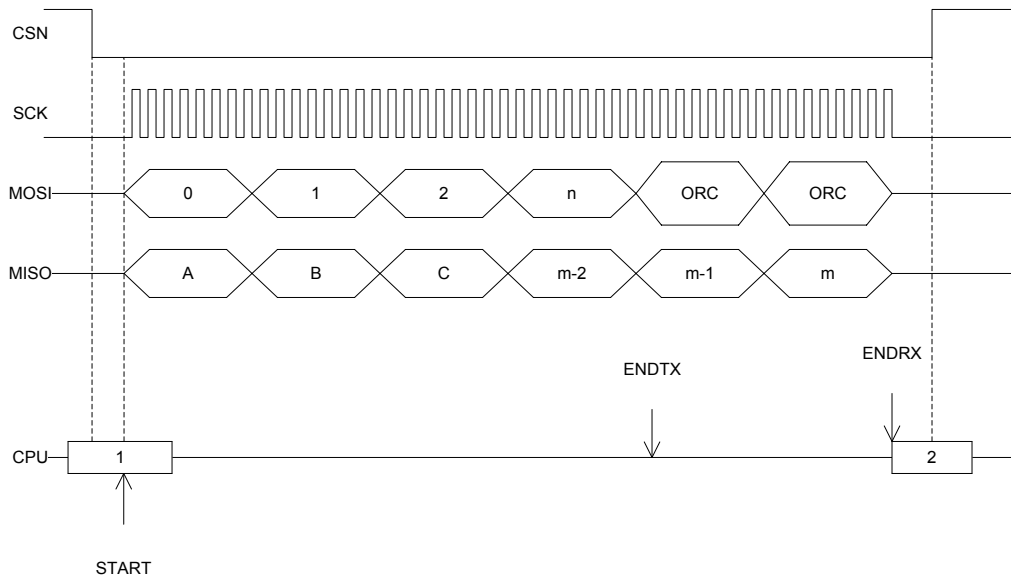 CSN
SCK
MOSI 0 1 2 n ORC ORC
MISO A B C m-2 m-1 m
ENDRX
ENDTX
CPU 1 2
START